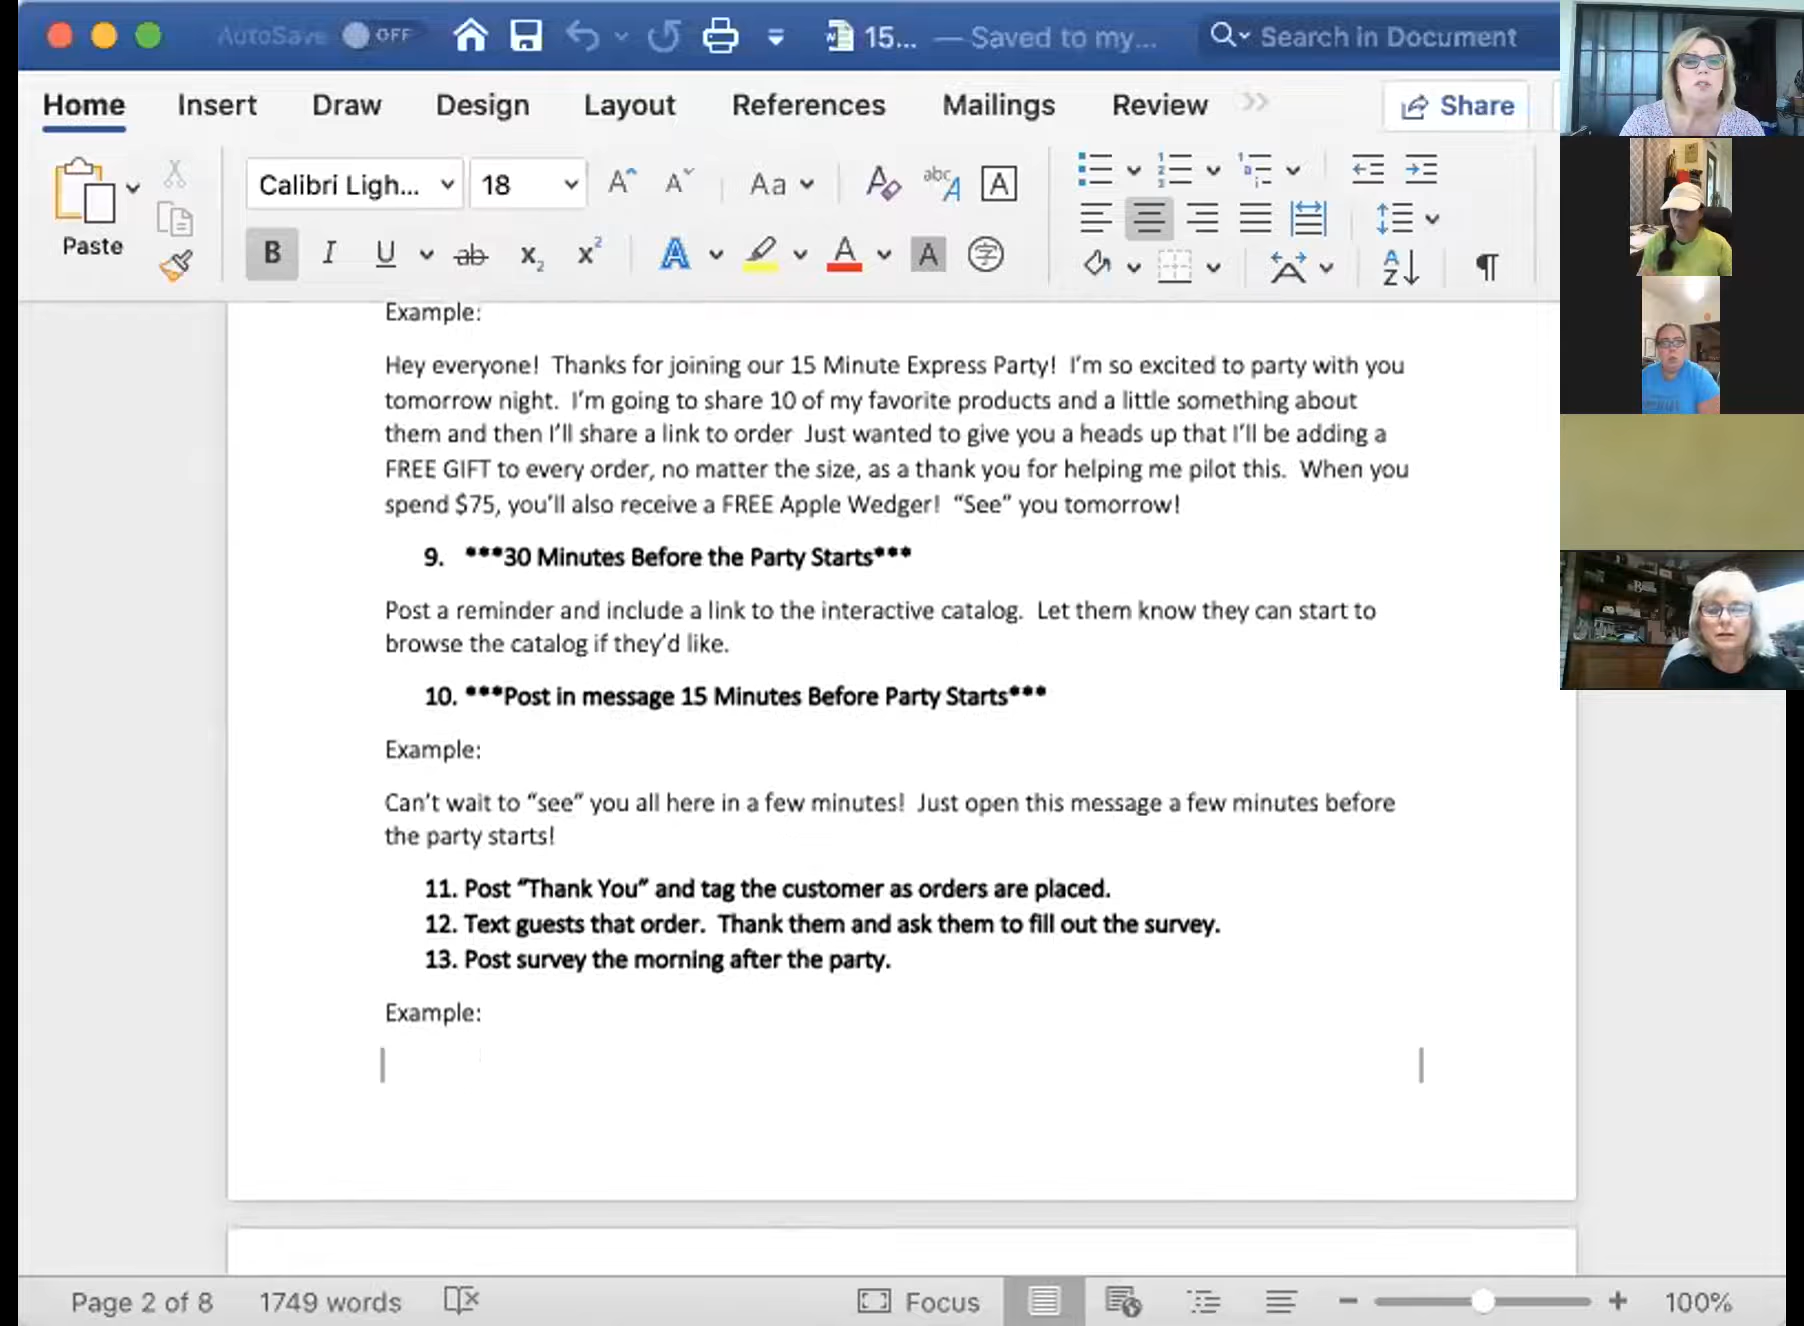 AutoSave OFF 15... — Saved to my... Search in Document
Home Insert Draw Design Layout References Mailings Review Share
Paste
Calibri Ligh... 18
Example:
Hey everyone!  Thanks for joining our 15 Minute Express Party!  I'm so excited to party with you
tomorrow night.  I'm going to share 10 of my favorite products and a little something about
them and then I'll share a link to order  Just wanted to give you a heads up that I'll be adding a
FREE GIFT to every order, no matter the size, as a thank you for helping me pilot this.  When you
spend $75, you'll also receive a FREE Apple Wedger!  “See” you tomorrow!
9. ***30 Minutes Before the Party Starts***
Post a reminder and include a link to the interactive catalog.  Let them know they can start to
browse the catalog if they'd like.
10. ***Post in message 15 Minutes Before Party Starts***
Example:
Can't wait to “see” you all here in a few minutes!  Just open this message a few minutes before
the party starts!
11. Post “Thank You” and tag the customer as orders are placed.
12. Text guests that order.  Thank them and ask them to fill out the survey.
13. Post survey the morning after the party.
Example:
Page 2 of 8 1749 words Focus 100%